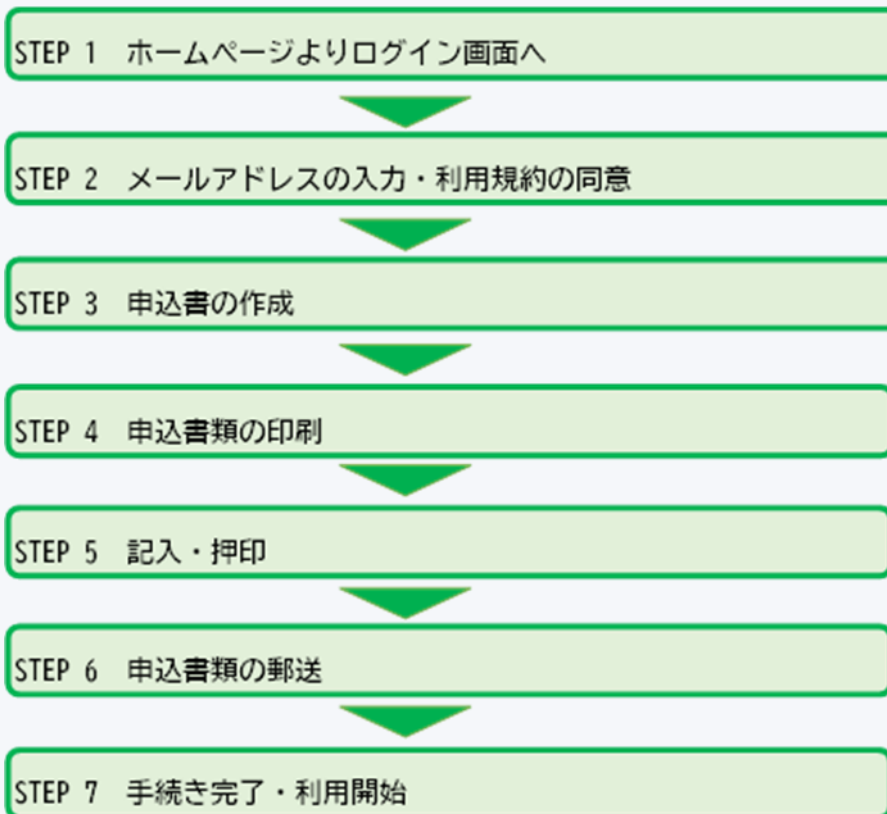 STEP 1 ホームページよりログイン画面へ
STEP 2 メールアドレスの入力・利用規約の同意
STEP 3 申込書の作成
STEP 4 申込書類の印刷
STEP 5 記入・押印
STEP 6 申込書類の郵送
STEP 7 手続き完了・利用開始